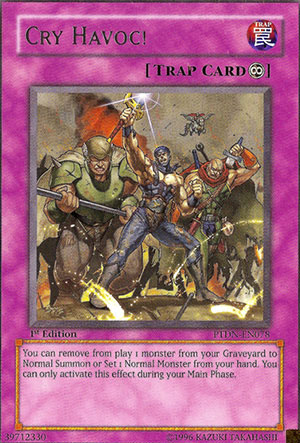 CRY HAVOC!
TRAP
罠
[TRAP CARD]
1st Edition
PTDN-EN078
You can remove from play 1 monster from your Graveyard to
Normal Summon or Set 1 Normal Monster from your hand. You
can only activate this effect during your Main Phase.
39712330
©1996 KAZUKI TAKAHASHI